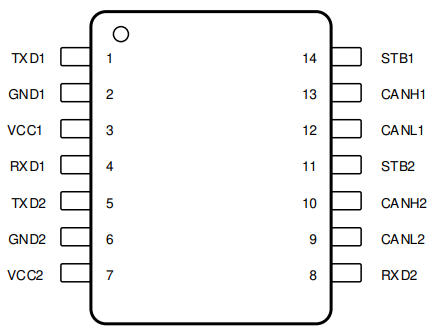 TXD1 1 14 STB1
GND1 2 13 CANH1
VCC1 3 12 CANL1
RXD1 4 11 STB2
TXD2 5 10 CANH2
GND2 6 9 CANL2
VCC2 7 8 RXD2